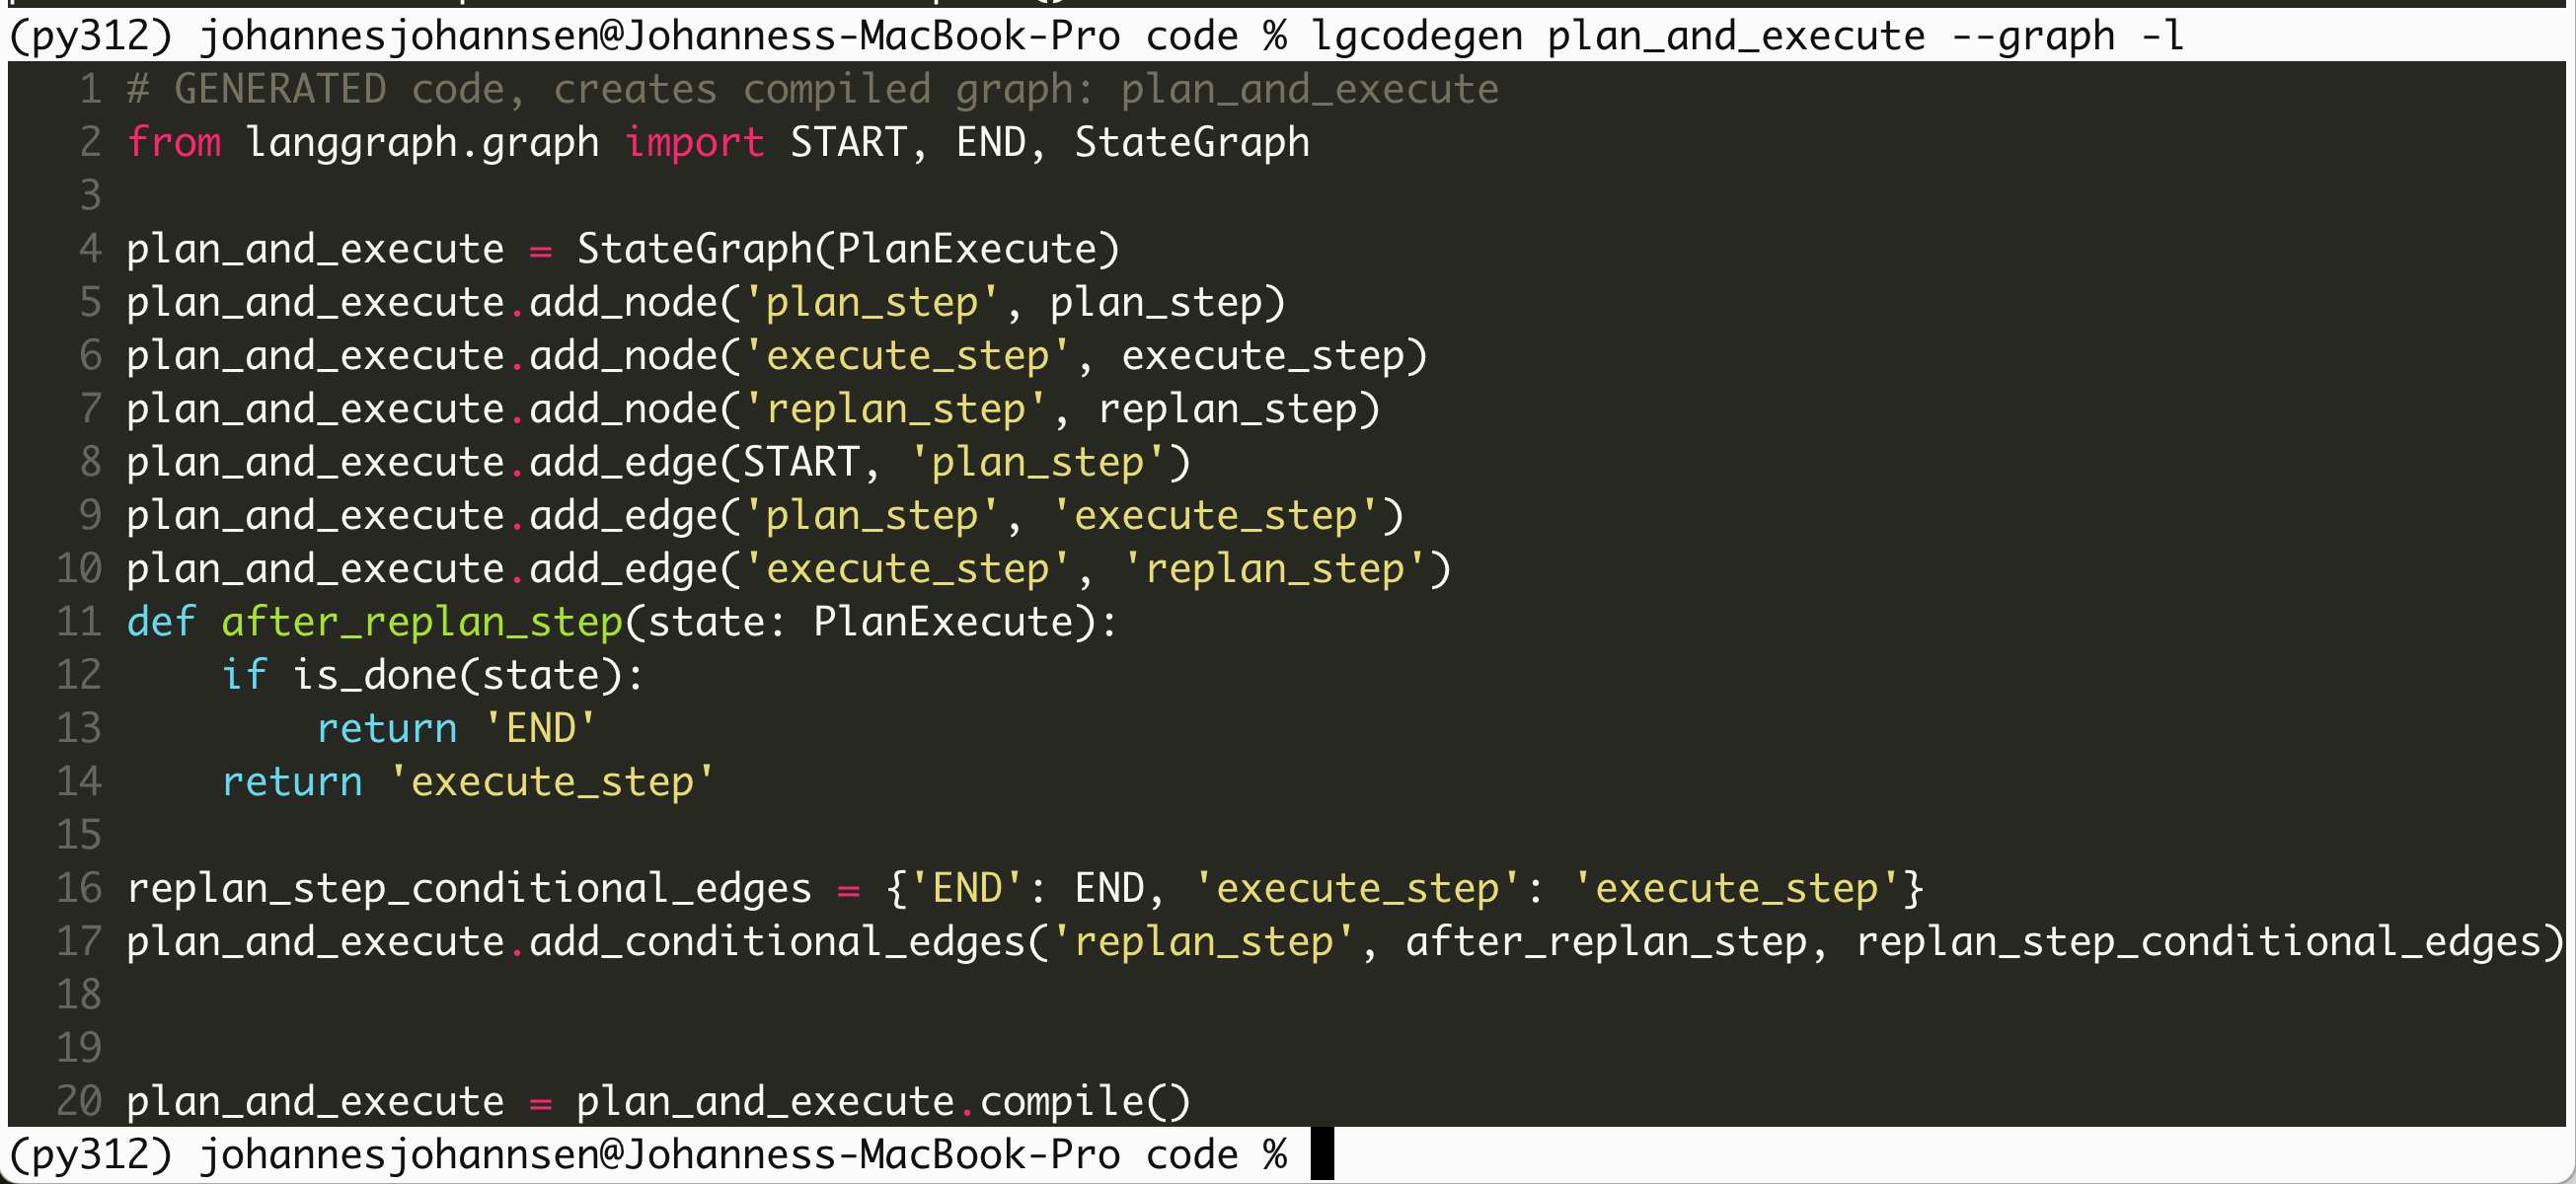 (py312) johannesjohannsen@Johanness-MacBook-Pro code % lgcodegen plan_and_execute --graph -l
1 # GENERATED code, creates compiled graph: plan_and_execute
2 from langgraph.graph import START, END, StateGraph
3
4 plan_and_execute = StateGraph(PlanExecute)
5 plan_and_execute.add_node('plan_step', plan_step)
6 plan_and_execute.add_node('execute_step', execute_step)
7 plan_and_execute.add_node('replan_step', replan_step)
8 plan_and_execute.add_edge(START, 'plan_step')
9 plan_and_execute.add_edge('plan_step', 'execute_step')
10 plan_and_execute.add_edge('execute_step', 'replan_step')
11 def after_replan_step(state: PlanExecute):
12     if is_done(state):
13         return 'END'
14     return 'execute_step'
15
16 replan_step_conditional_edges = {'END': END, 'execute_step': 'execute_step'}
17 plan_and_execute.add_conditional_edges('replan_step', after_replan_step, replan_step_conditional_edges)
18
19
20 plan_and_execute = plan_and_execute.compile()
(py312) johannesjohannsen@Johanness-MacBook-Pro code %